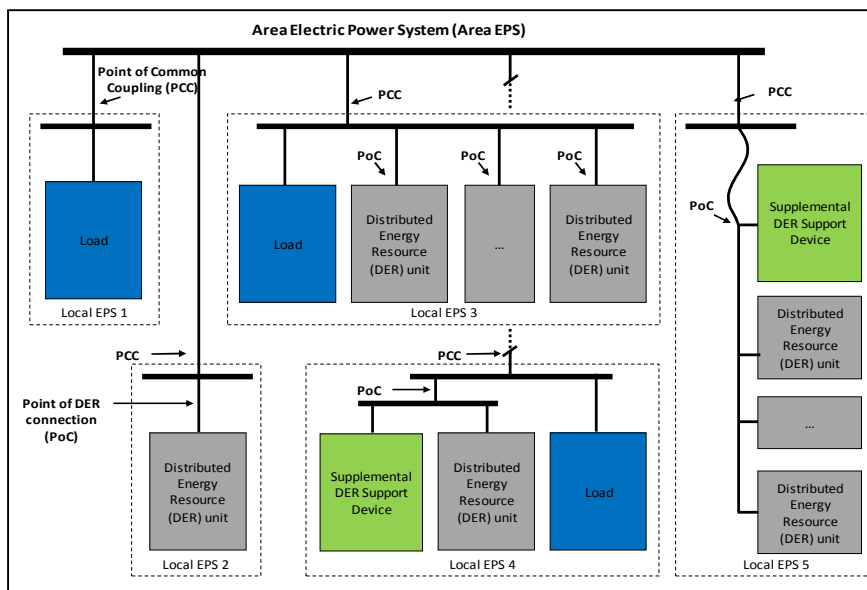 Area Electric Power System (Area EPS)
Point of Common
Coupling (PCC)
PCC
PCC
Load
Local EPS 1
PoC
PoC
PoC
Load
Distributed
Energy
Resource
(DER) unit
...
Distributed
Energy
Resource
(DER) unit
Local EPS 3
PoC
Supplemental
DER Support
Device
Distributed
Energy
Resource
(DER) unit
...
Distributed
Energy
Resource
(DER) unit
Local EPS 5
PCC
Point of DER
connection
(PoC)
Distributed
Energy
Resource
(DER) unit
Local EPS 2
PCC
PoC
Supplemental
DER Support
Device
Distributed
Energy
Resource
(DER) unit
Load
Local EPS 4